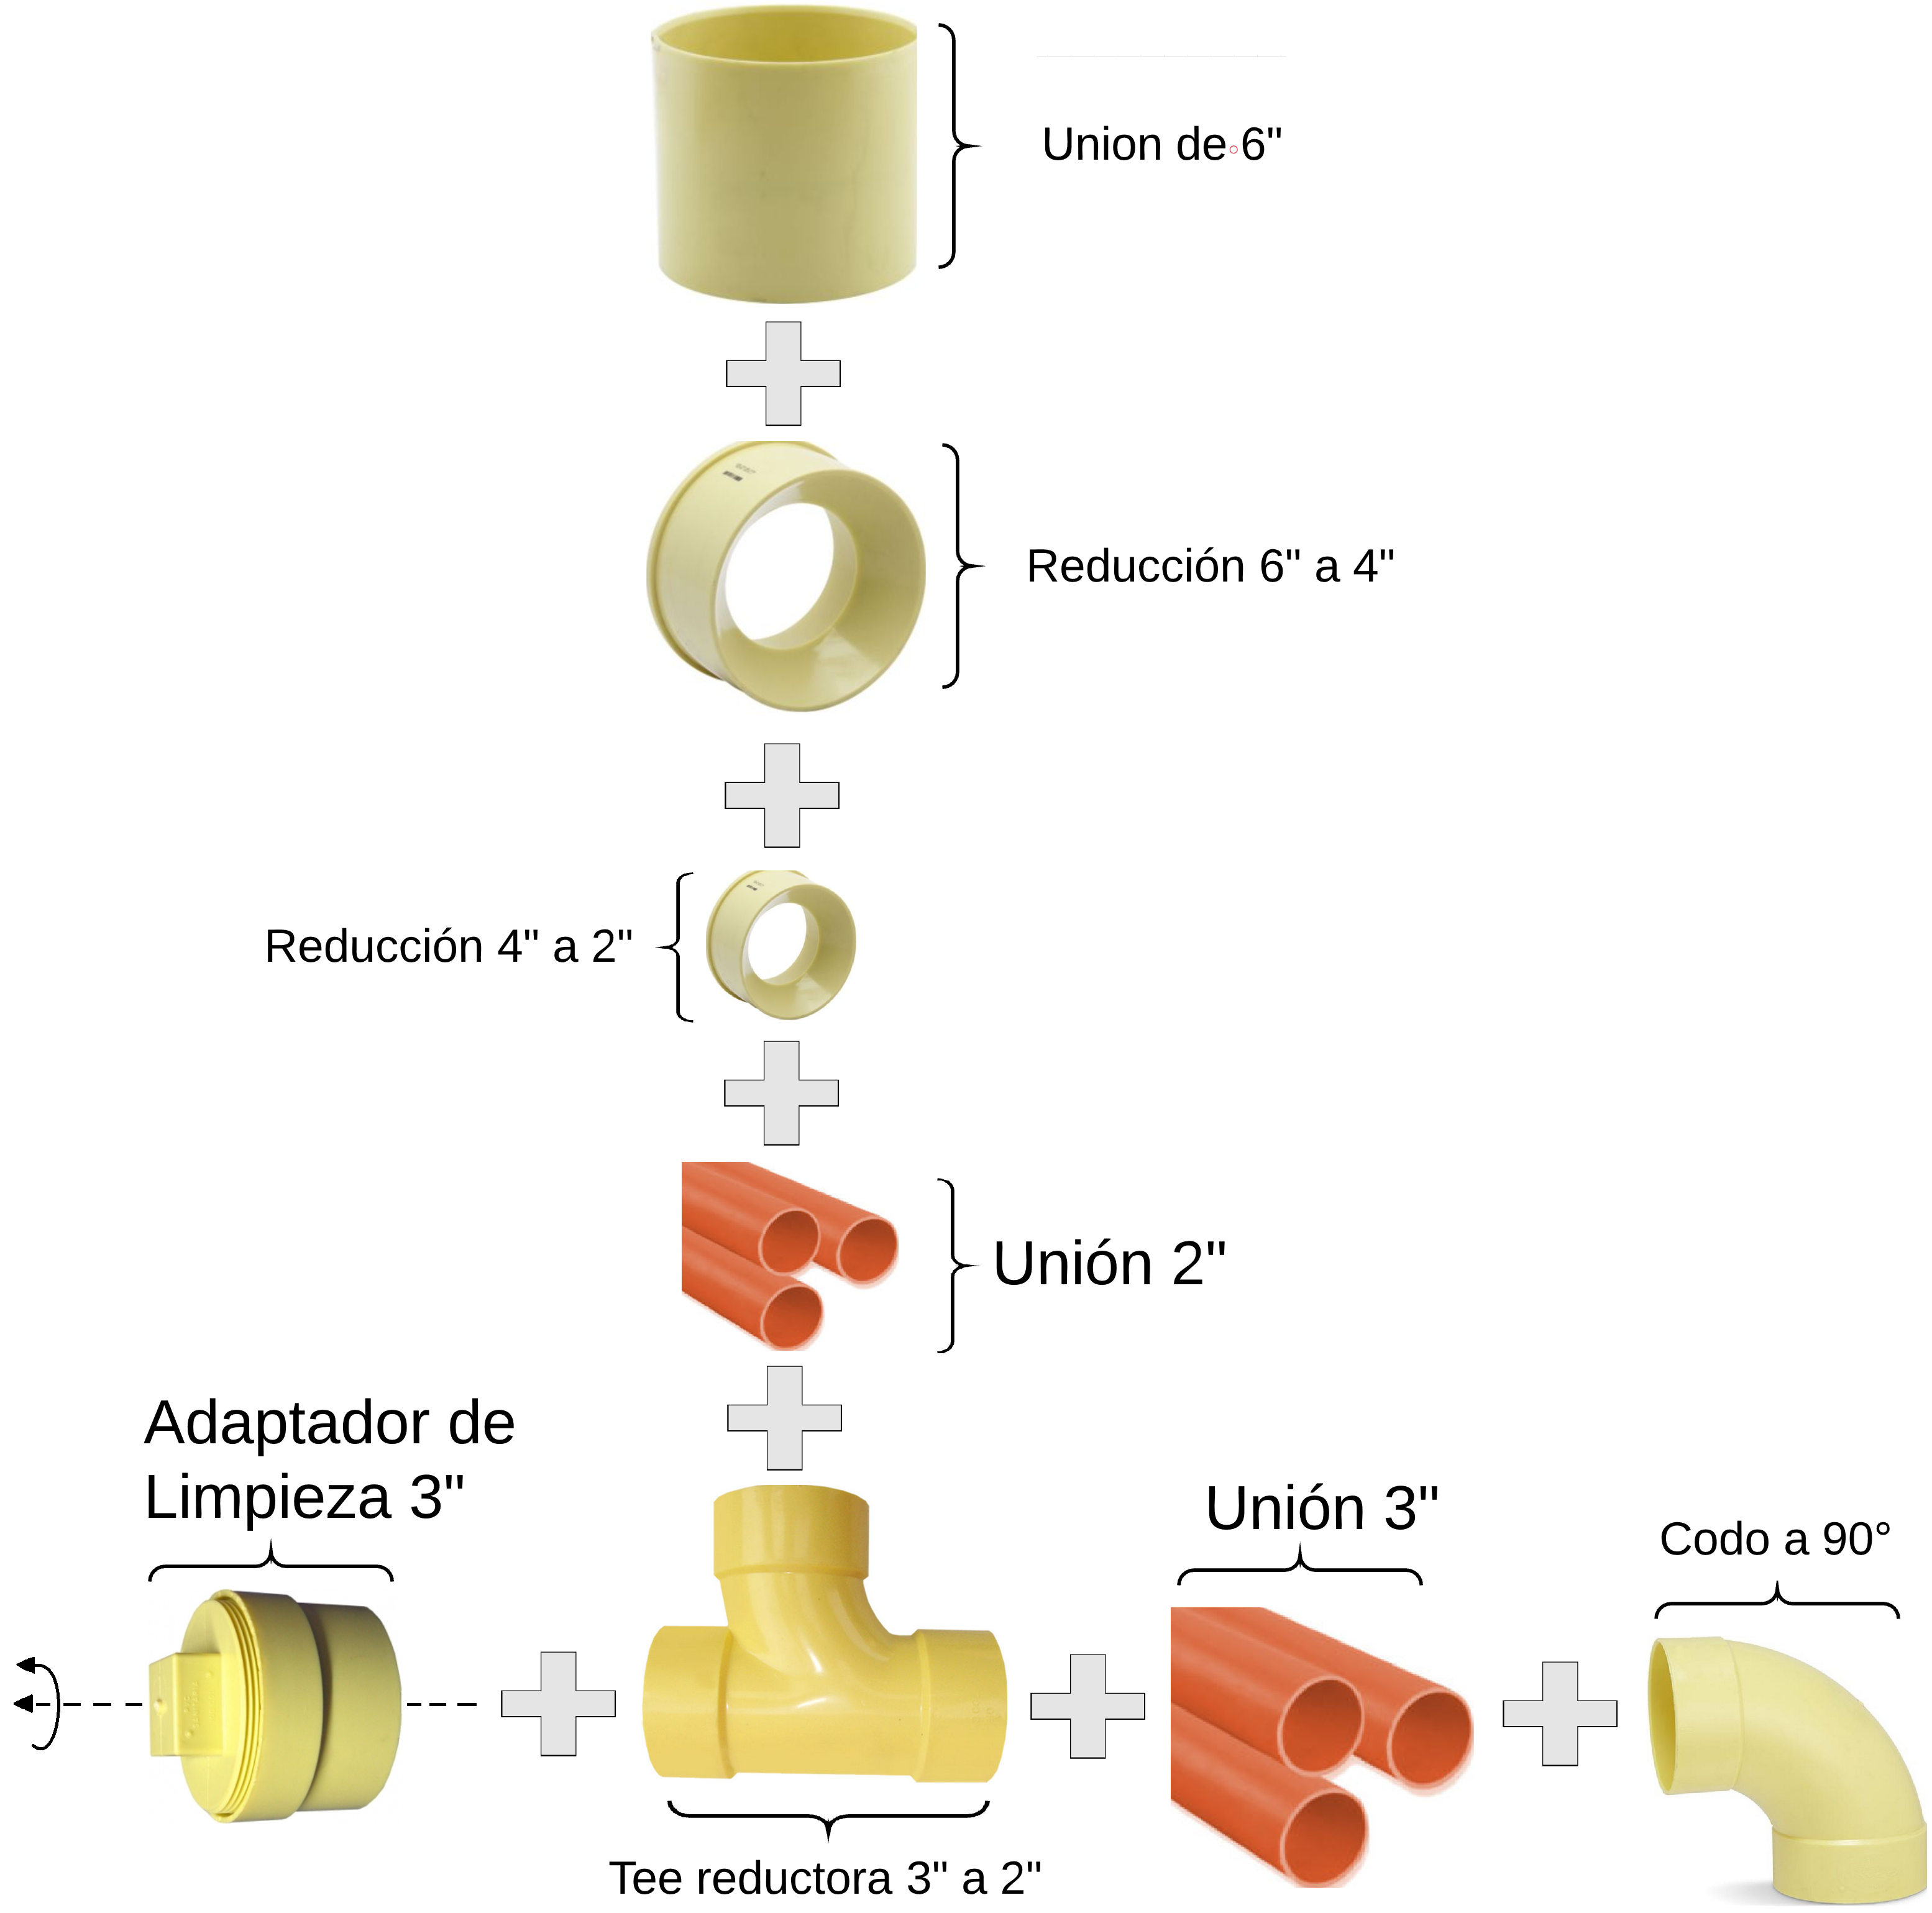 Union de 6"
Reducción 6" a 4"
Reducción 4" a 2"
Unión 2"
Adaptador de
Limpieza 3"
Unión 3"
Codo a 90°
Tee reductora 3" a 2"